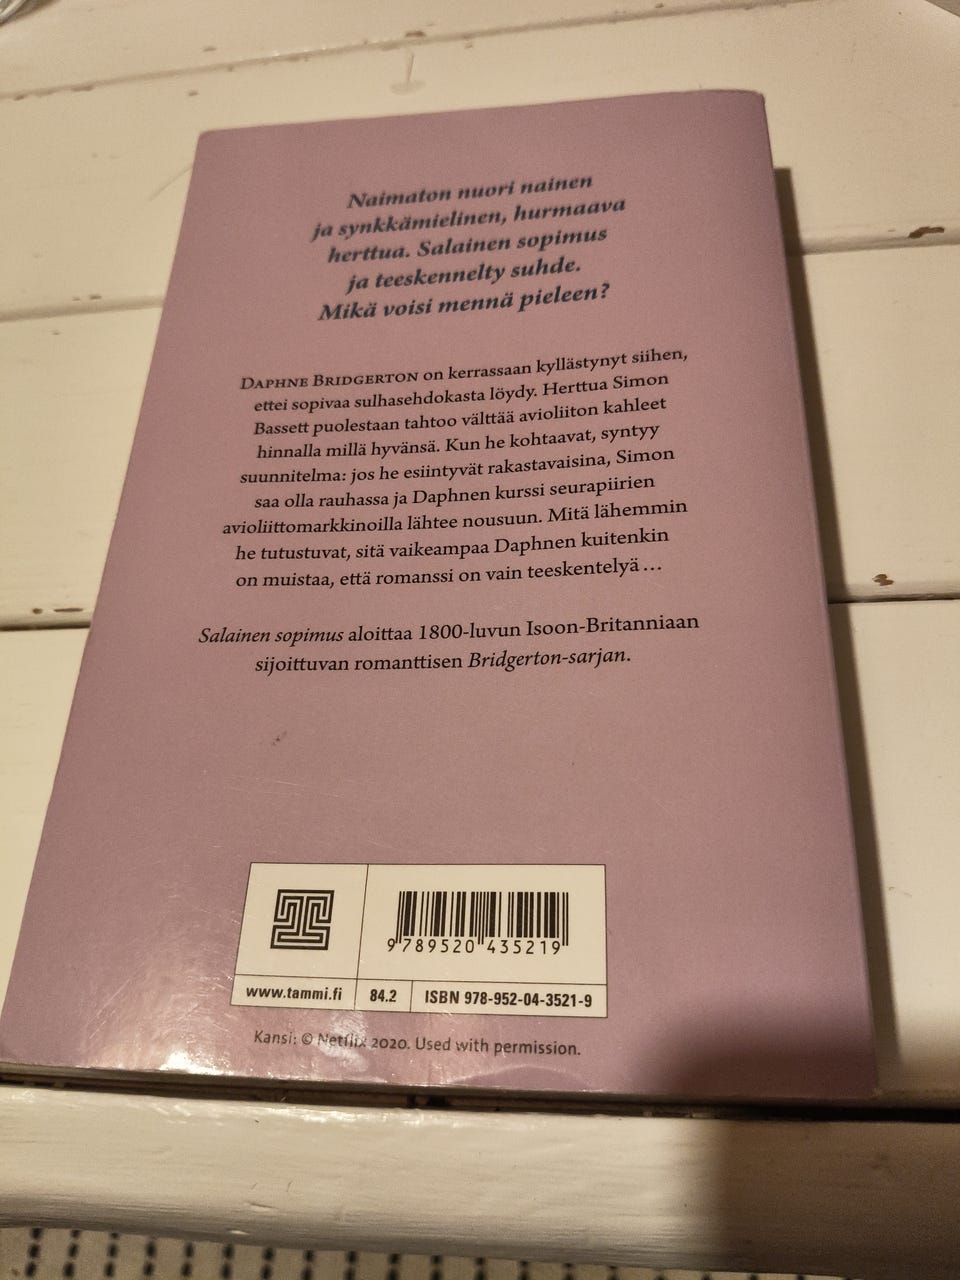 Naimaton nuori nainen
ja synkkämielinen, hurmaava
herttua. Salainen sopimus
ja teeskennelty suhde.
Mikä voisi mennä pieleen?
DAPHNE BRIDGERTON on kerrassaan kyllästynyt siihen,
ettei sopivaa sulhasehdokasta löydy. Herttua Simon
Bassett puolestaan tahtoo välttää avioliiton kahleet
hinnalla millä hyvänsä. Kun he kohtaavat, syntyy
suunnitelma: jos he esiintyvät rakastavaisina, Simon
saa olla rauhassa ja Daphnen kurssi seurapiirien
avioliittomarkkinoilla lähtee nousuun. Mitä lähemmin
he tutustuvat, sitä vaikeampaa Daphnen kuitenkin
on muistaa, että romanssi on vain teeskentelyä...
Salainen sopimus aloittaa 1800-luvun Isoon-Britanniaan
sijoittuvan romanttisen Bridgerton-sarjan.
9 789520 435219
www.tammi.fi 84.2 ISBN 978-952-04-3521-9
Kansi: © Netflix 2020. Used with permission.